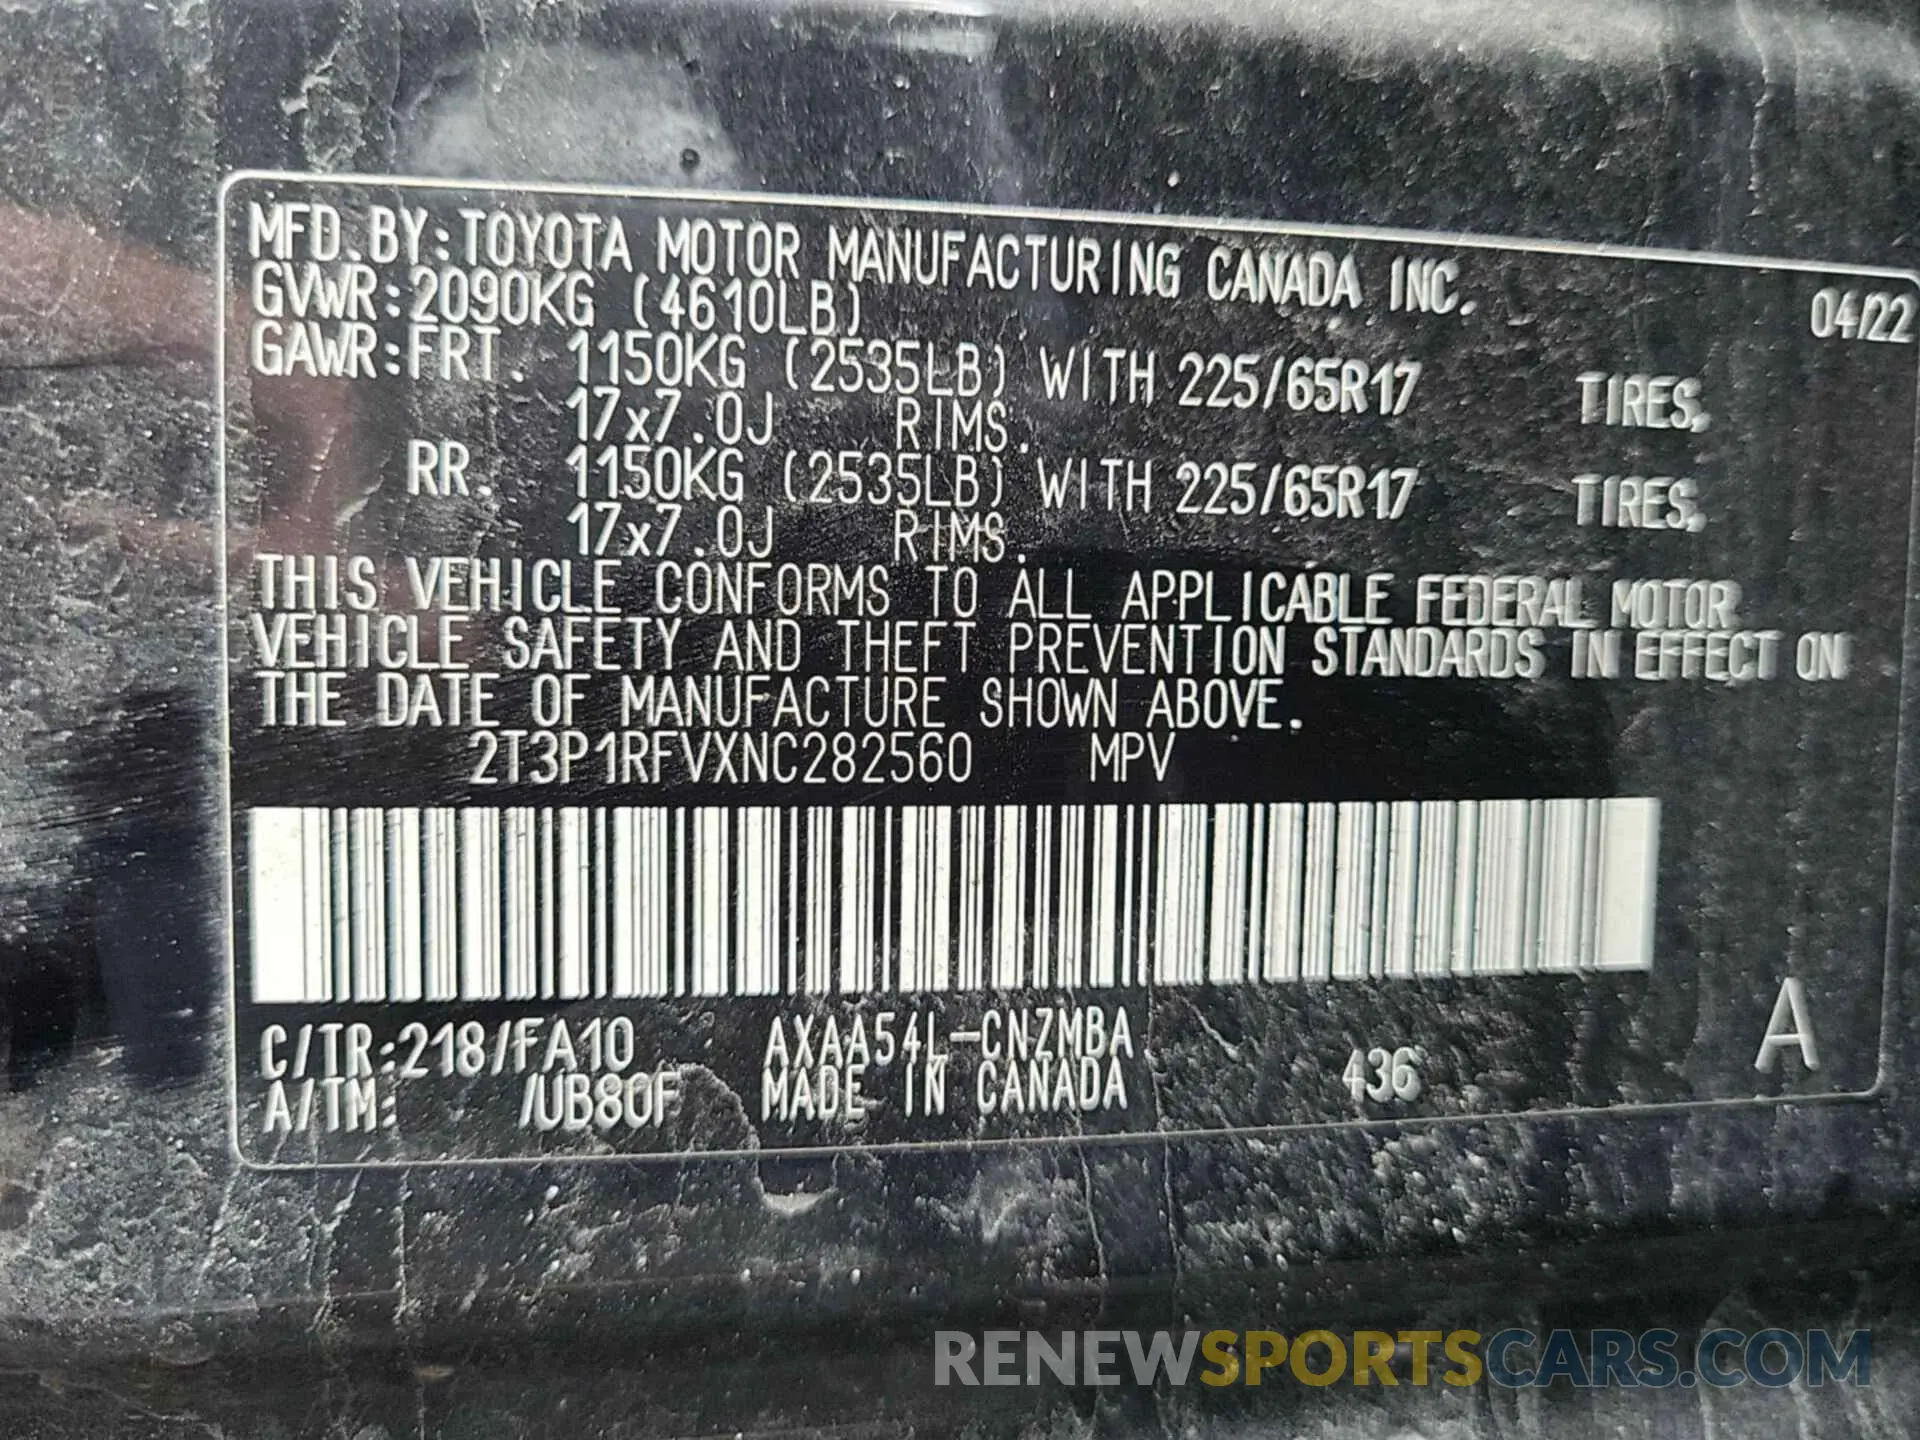 MFD. BY: TOYOTA MOTOR MANUFACTURING CANADA INC.
GVWR: 2090KG (4610LB) 04/22
GAWR: FRT. 1150KG (2535LB) WITH 225/65R17 TIRES,
17x7.0J RIMS.
RR. 1150KG (2535LB) WITH 225/65R17 TIRES,
17x7.0J RIMS.
THIS VEHICLE CONFORMS TO ALL APPLICABLE FEDERAL MOTOR
VEHICLE SAFETY AND THEFT PREVENTION STANDARDS IN EFFECT ON
THE DATE OF MANUFACTURE SHOWN ABOVE.
2T3P1RFVXNC282560 MPV
C/TR: 218/FA10 AXAA54L-CNZMBA
A/TM: /UB80F MADE IN CANADA 436 A
RENEWSPORTSCARS.COM